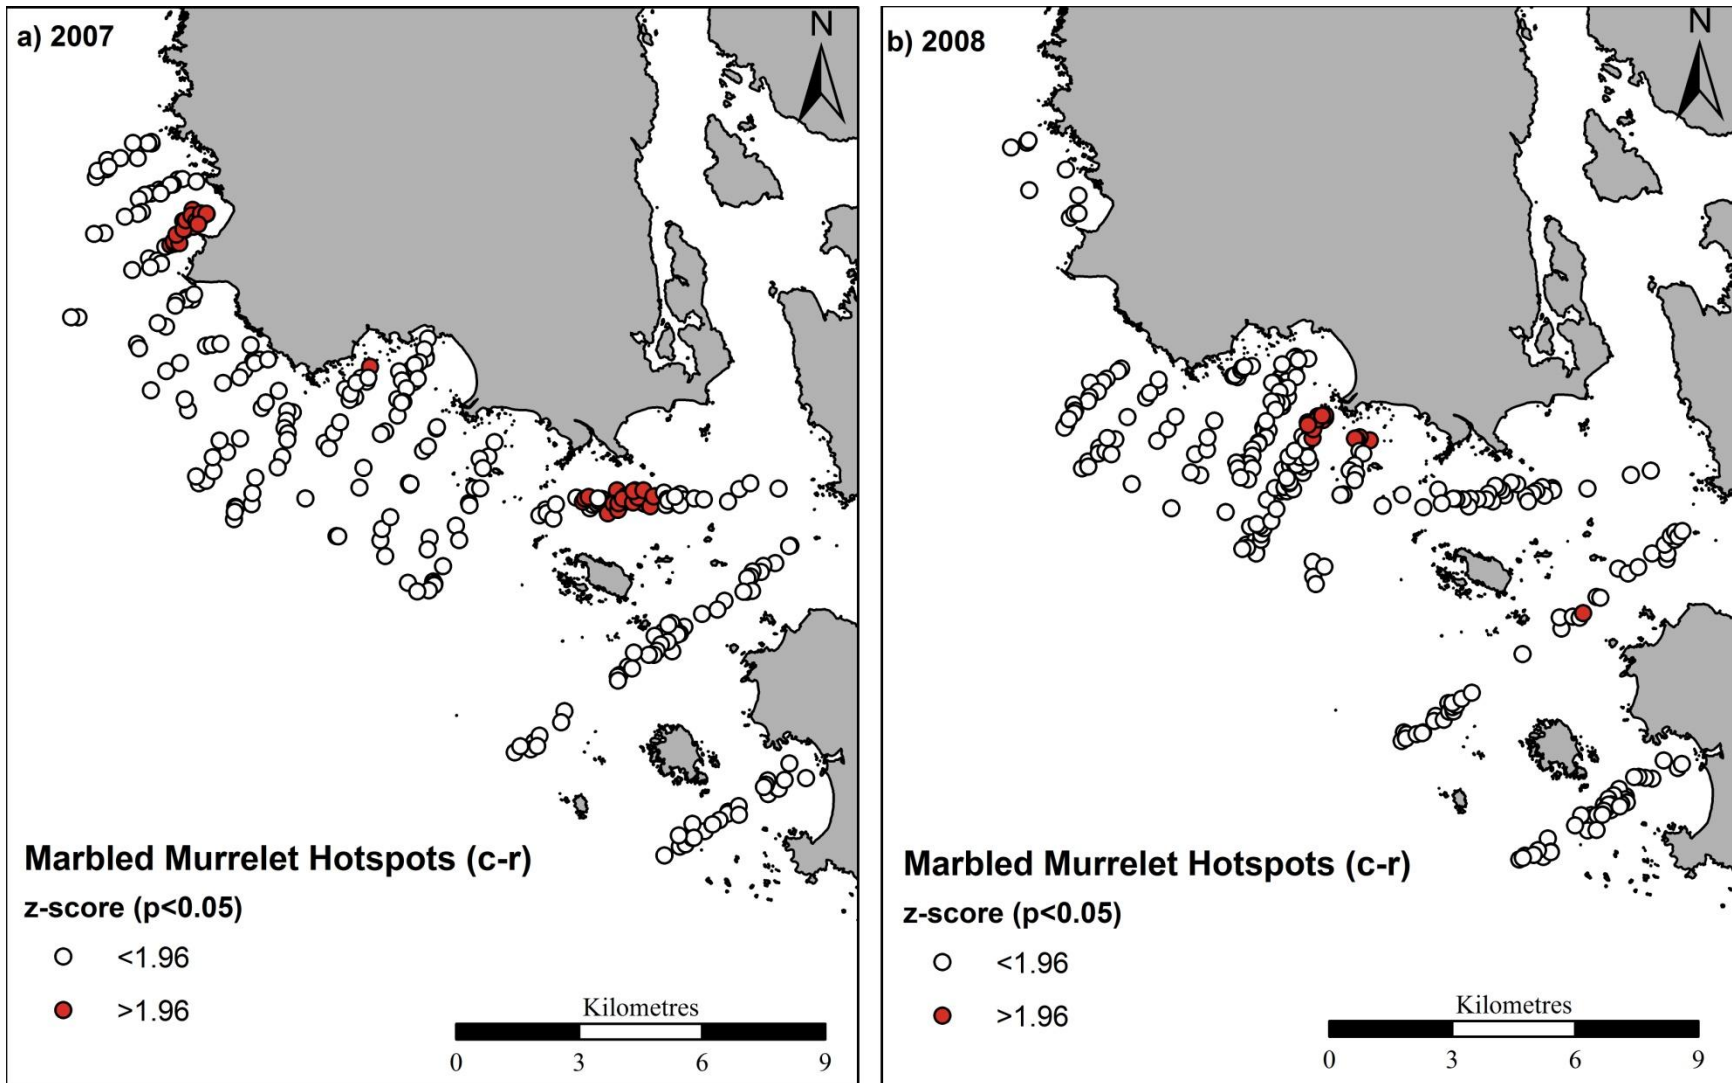 a) 2007
N
Marbled Murrelet Hotspots (c-r)
z-score (p<0.05)
<1.96
>1.96
Kilometres
0 3 6 9
b) 2008
N
Marbled Murrelet Hotspots (c-r)
z-score (p<0.05)
<1.96
>1.96
Kilometres
0 3 6 9